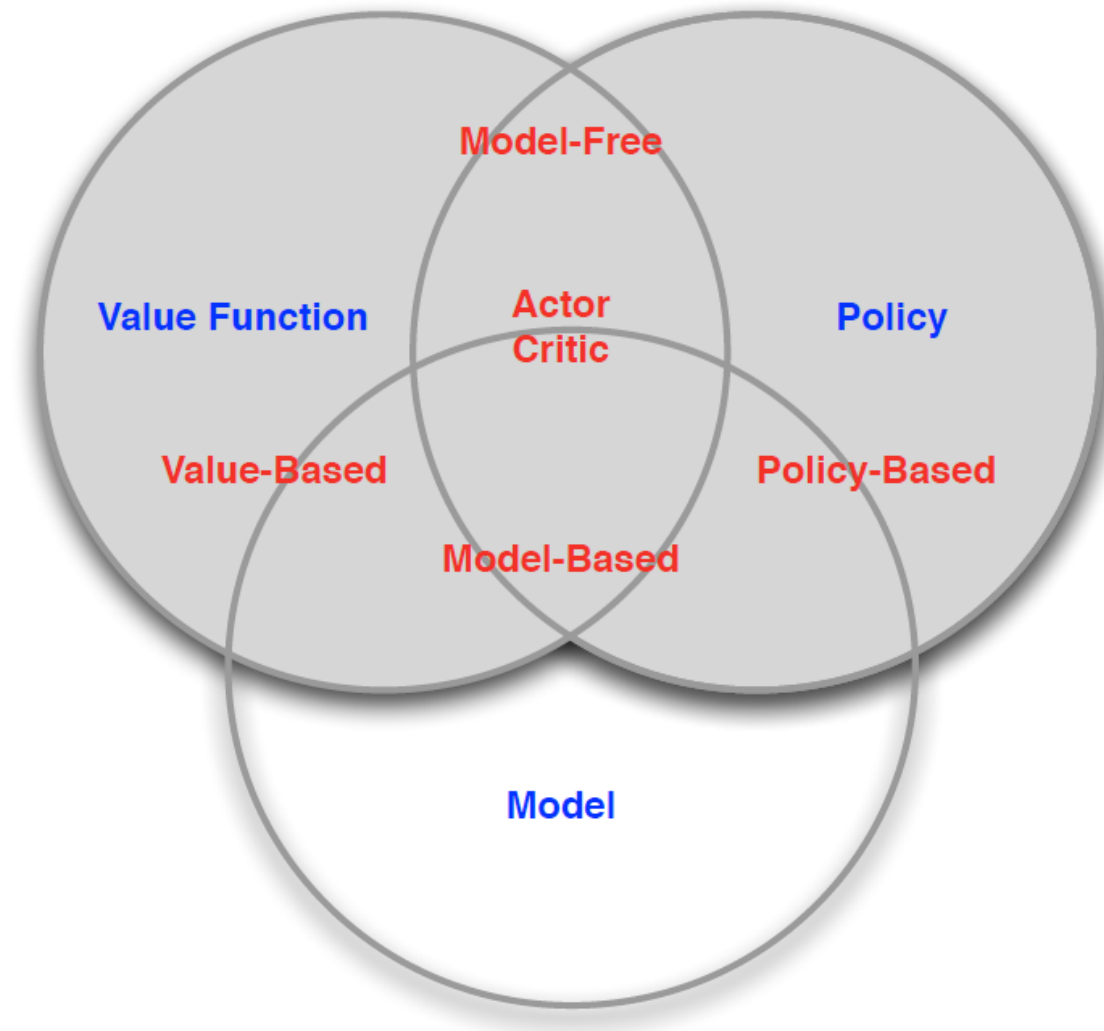 Model-Free
Value Function
Actor
Critic
Policy
Value-Based
Policy-Based
Model-Based
Model